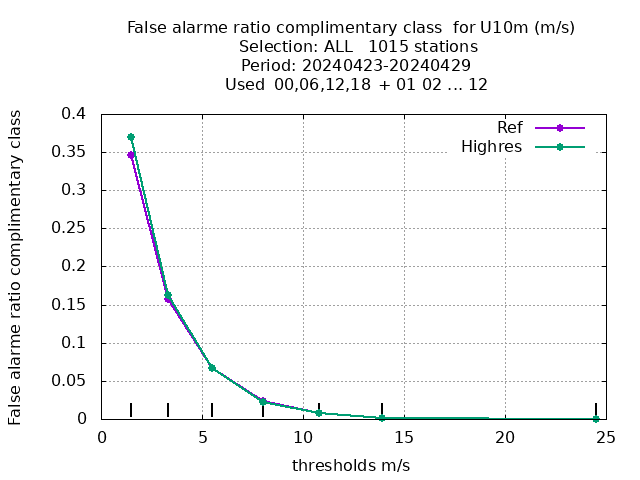 False alarme ratio complimentary class  for U10m (m/s)
Selection: ALL   1015 stations
Period: 20240423-20240429
Used  00,06,12,18 + 01 02 ... 12
False alarme ratio complimentary class
0.4
0.35
0.3
0.25
0.2
0.15
0.1
0.05
0
Ref
Highres
0 5 10 15 20 25
thresholds m/s